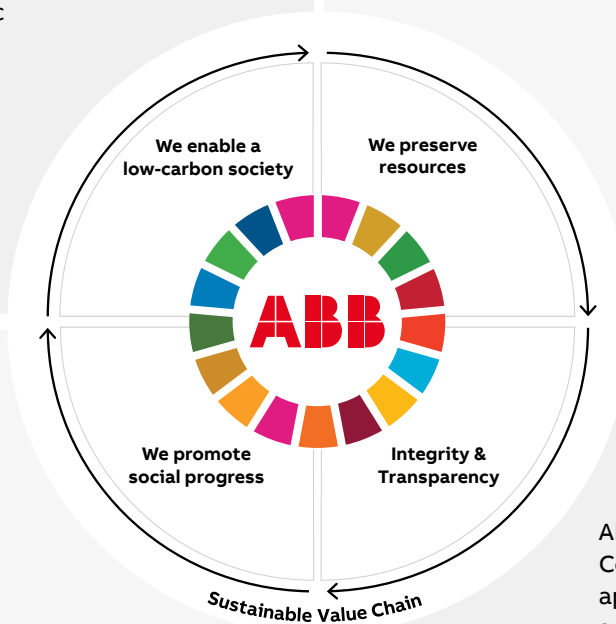 c
We enable a
low-carbon society
We preserve
resources
ABB
We promote
social progress
Integrity &
Transparency
Sustainable Value Chain